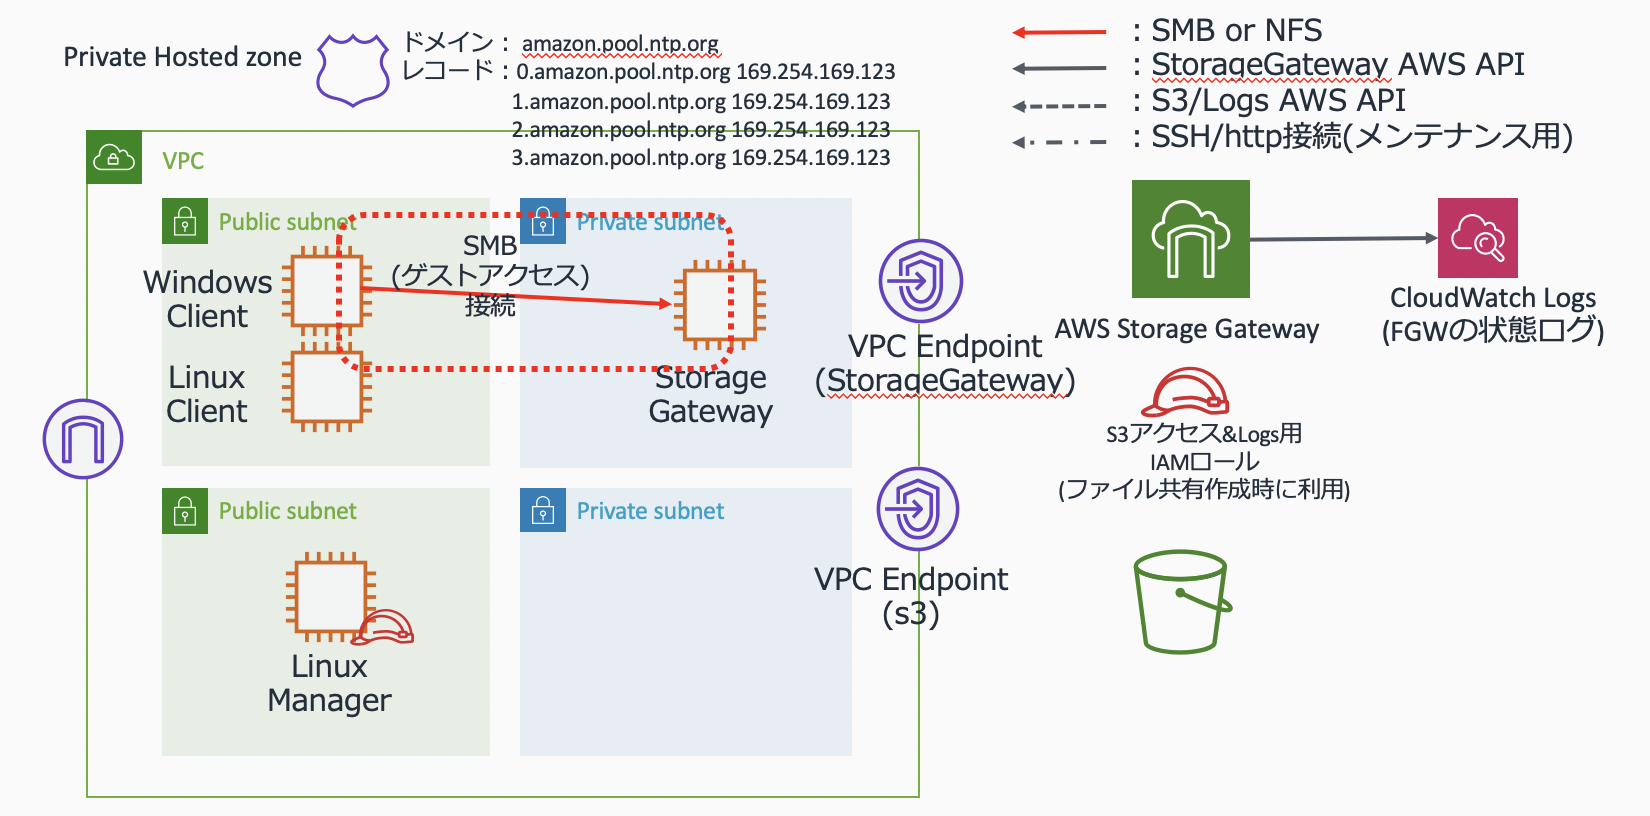 Private Hosted zone
ドメイン： amazon.pool.ntp.org
レコード：0.amazon.pool.ntp.org 169.254.169.123
1.amazon.pool.ntp.org 169.254.169.123
2.amazon.pool.ntp.org 169.254.169.123
3.amazon.pool.ntp.org 169.254.169.123
：SMB or NFS
：StorageGateway AWS API
：S3/Logs AWS API
：SSH/http接続(メンテナンス用)
VPC
Public subnet
Private subnet
Windows
Client
SMB
(ゲストアクセス)
接続
Linux
Client
Storage
Gateway
VPC Endpoint
(StorageGateway)
AWS Storage Gateway
CloudWatch Logs
(FGWの状態ログ)
S3アクセス&Logs用
IAMロール
(ファイル共有作成時に利用)
Public subnet
Private subnet
Linux
Manager
VPC Endpoint
(s3)